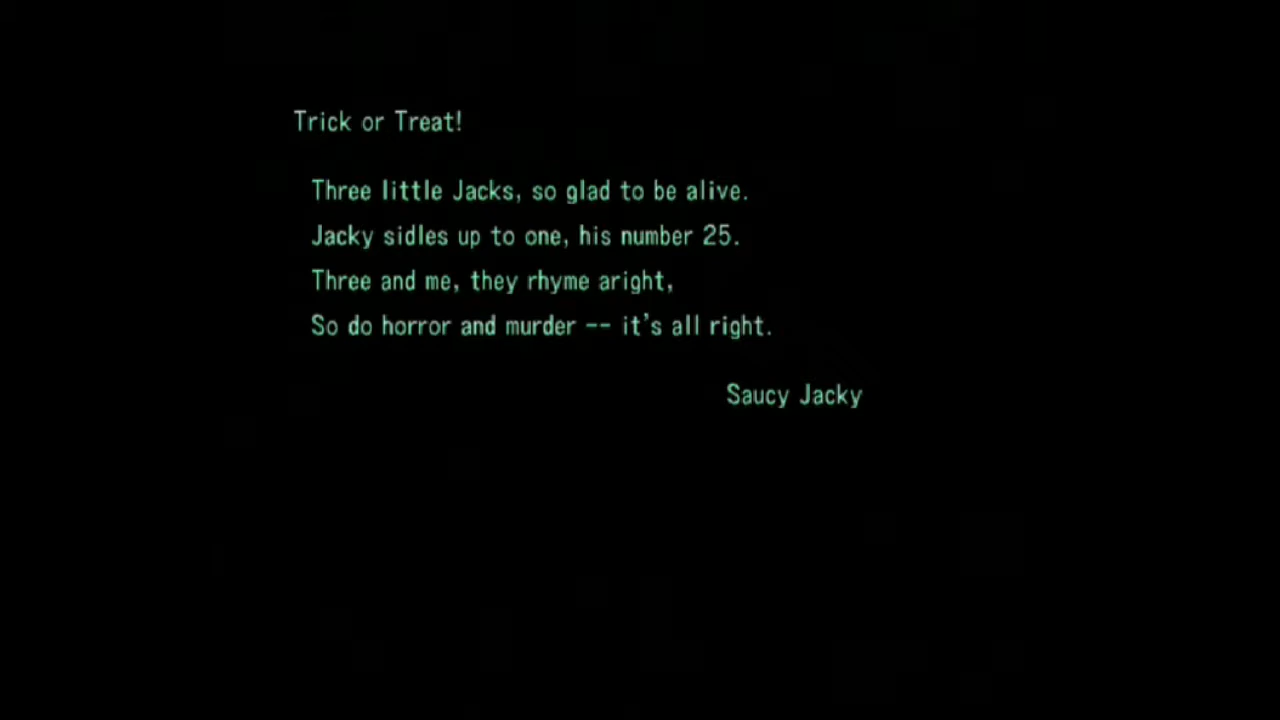 Trick or Treat!
Three little Jacks, so glad to be alive.
Jacky sidles up to one, his number 25.
Three and me, they rhyme aright,
So do horror and murder -- it's all right.
Saucy Jacky